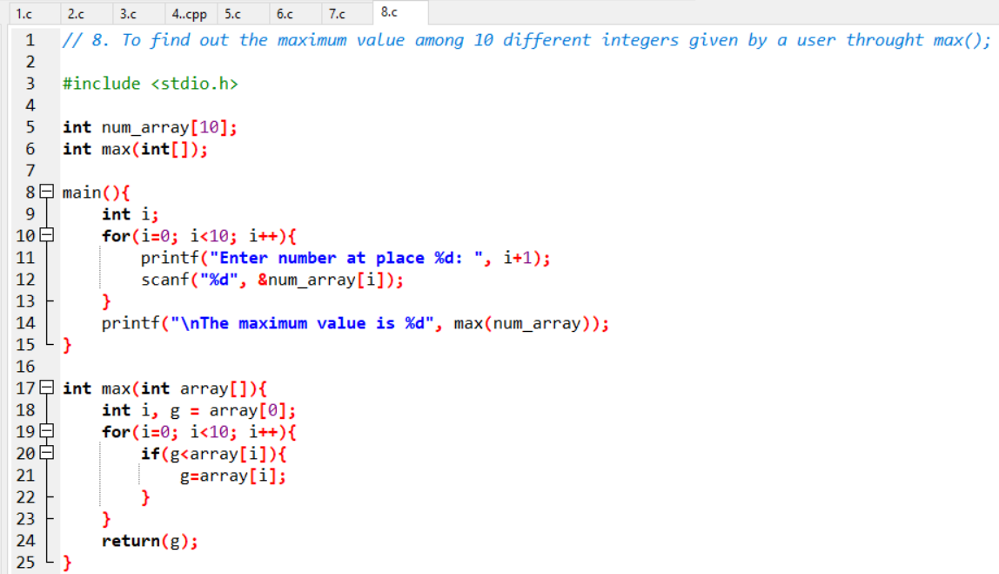 1.c 2.c 3.c 4..cpp 5.c 6.c 7.c 8.c
1 // 8. To find out the maximum value among 10 different integers given by a user throught max();
2
3 #include <stdio.h>
4
5 int num_array[10];
6 int max(int[]);
7
8 main(){
9     int i;
10     for(i=0; i<10; i++){
11         printf("Enter number at place %d: ", i+1);
12         scanf("%d", &num_array[i]);
13     }
14     printf("\nThe maximum value is %d", max(num_array));
15 }
16
17 int max(int array[]){
18     int i, g = array[0];
19     for(i=0; i<10; i++){
20         if(g<array[i]){
21             g=array[i];
22         }
23     }
24     return(g);
25 }